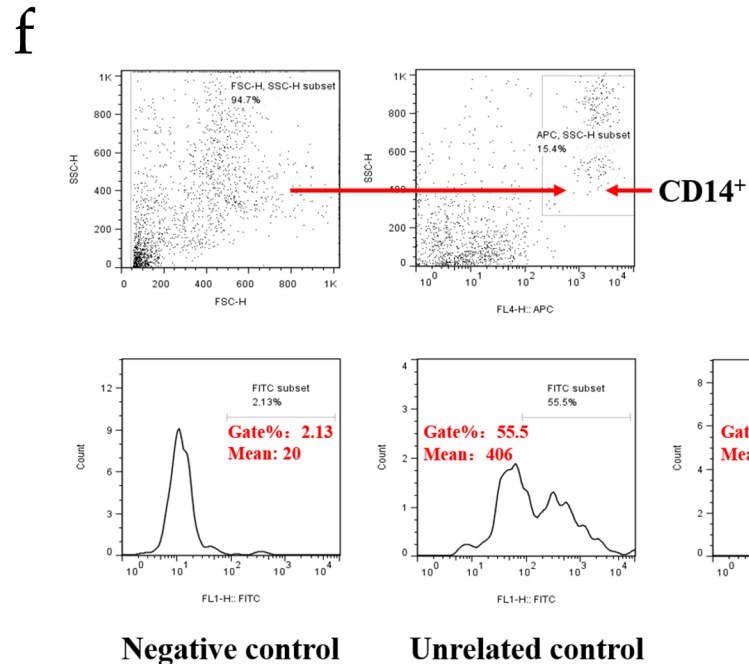 f
1K
800
600
400
200
0
SSC-H
FSC-H, SSC-H subset
94.7%
0 200 400 600 800 1K
FSC-H
1K
800
600
400
200
0
SSC-H
APC, SSC-H subset
15.4%
CD14+
10^0 10^1 10^2 10^3 10^4
FL4-H:: APC
12
9
6
3
0
Count
FITC subset
2.13%
Gate%: 2.13
Mean: 20
10^0 10^1 10^2 10^3 10^4
FL1-H:: FITC
4
3
2
1
0
Count
FITC subset
55.5%
Gate%: 55.5
Mean: 406
10^0 10^1 10^2 10^3 10^4
FL1-H:: FITC
8
6
4
2
0
Count
Gat
Mea
10^0
Negative control
Unrelated control